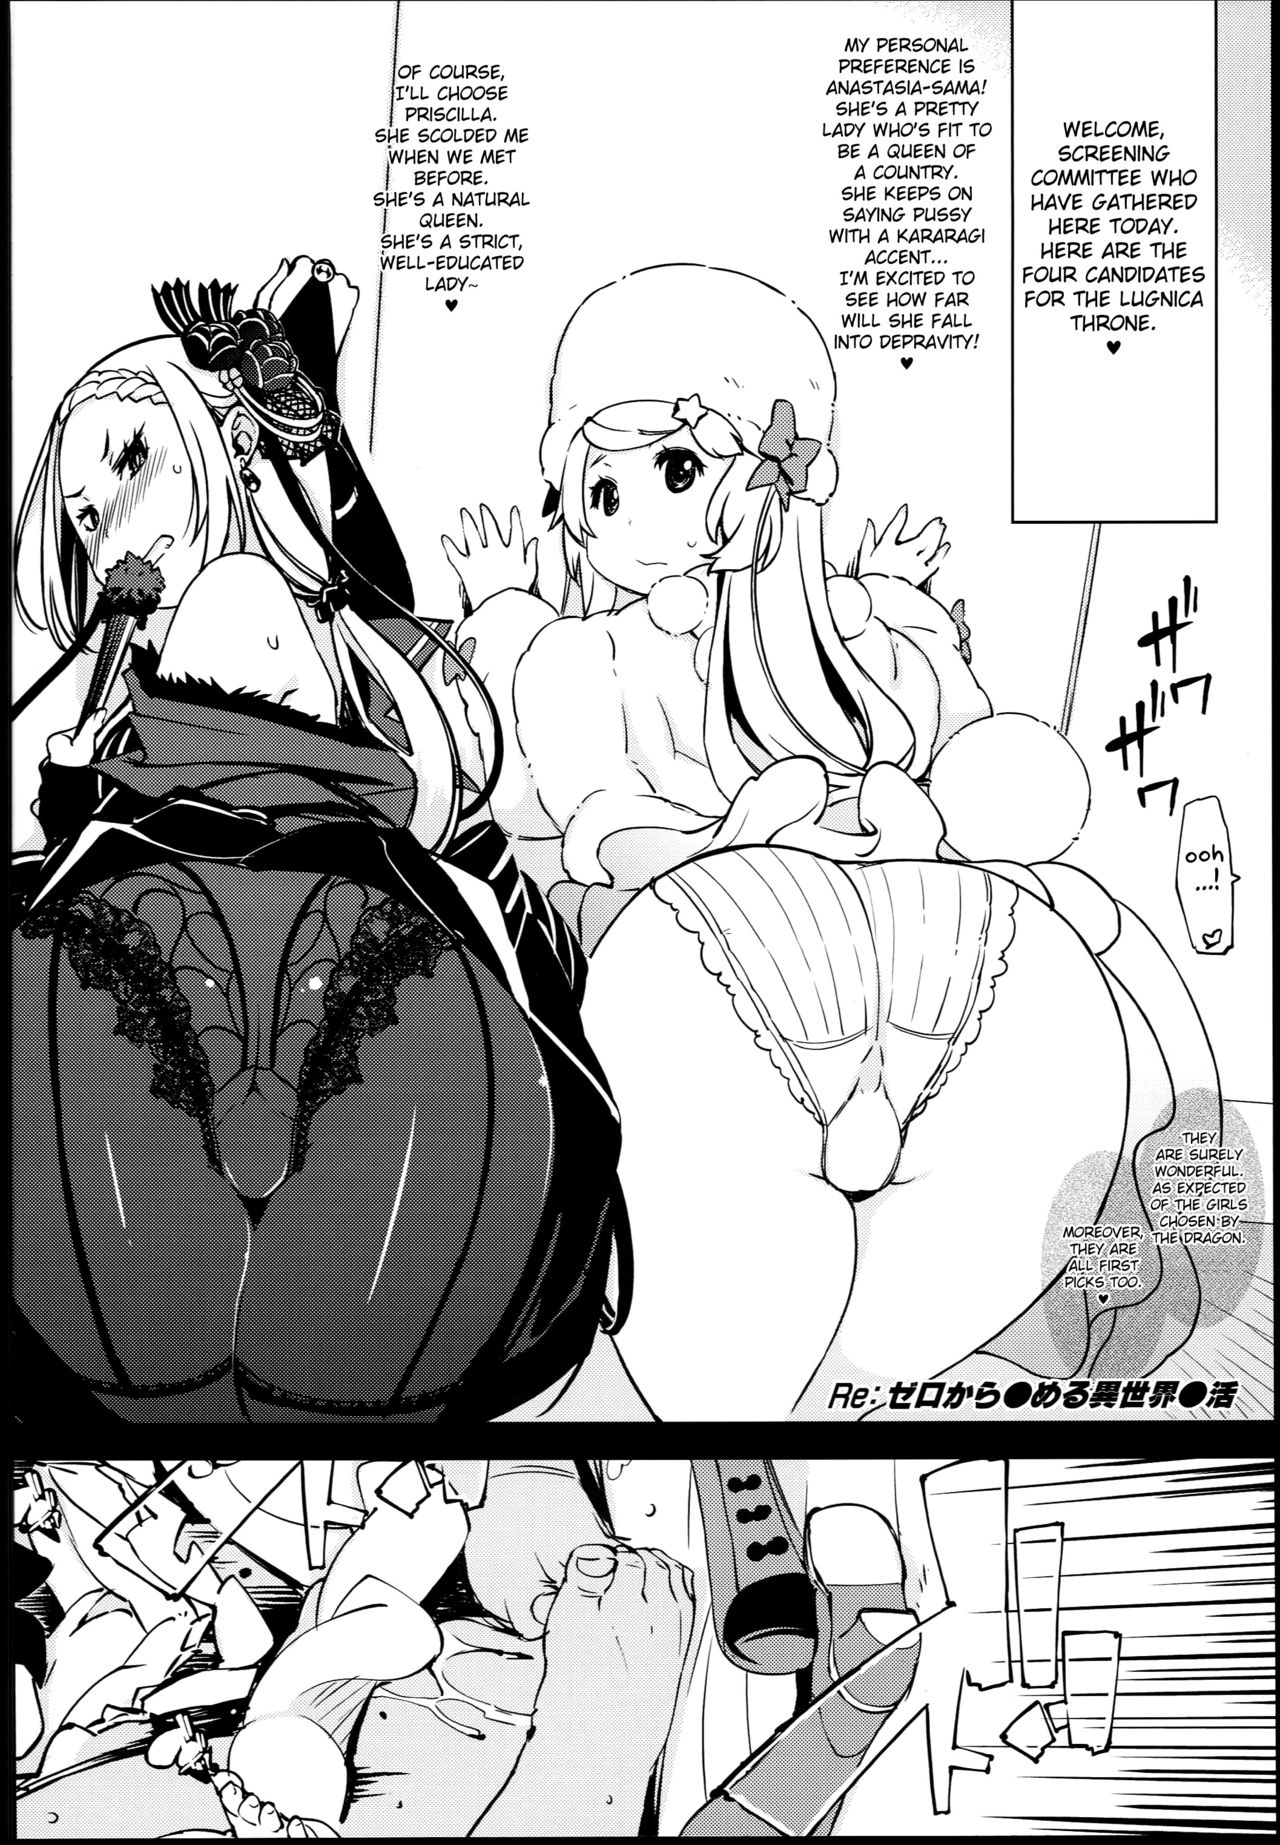 WELCOME,
SCREENING
COMMITTEE WHO
HAVE GATHERED
HERE TODAY.
HERE ARE THE
FOUR CANDIDATES
FOR THE LUGNICA
THRONE.
♥
MY PERSONAL
PREFERENCE IS
ANASTASIA-SAMA!
SHE'S A PRETTY
LADY WHO'S FIT TO
BE A QUEEN OF
A COUNTRY.
SHE KEEPS ON
SAYING PUSSY
WITH A KARARAGI
ACCENT...
I'M EXCITED TO
SEE HOW FAR
WILL SHE FALL
INTO DEPRAVITY!
♥
OF COURSE,
I'LL CHOOSE
PRISCILLA.
SHE SCOLDED ME
WHEN WE MET
BEFORE.
SHE'S A NATURAL
QUEEN.
SHE'S A STRICT,
WELL-EDUCATED
LADY~
♥
ザワ
ザワ
ooh
...!
♡
THEY
ARE SURELY
WONDERFUL.
AS EXPECTED
OF THE GIRLS
CHOSEN BY
THE DRAGON.
MOREOVER,
THEY ARE
ALL FIRST
PICKS TOO.
♥
Re:ゼロから●める異世界●活